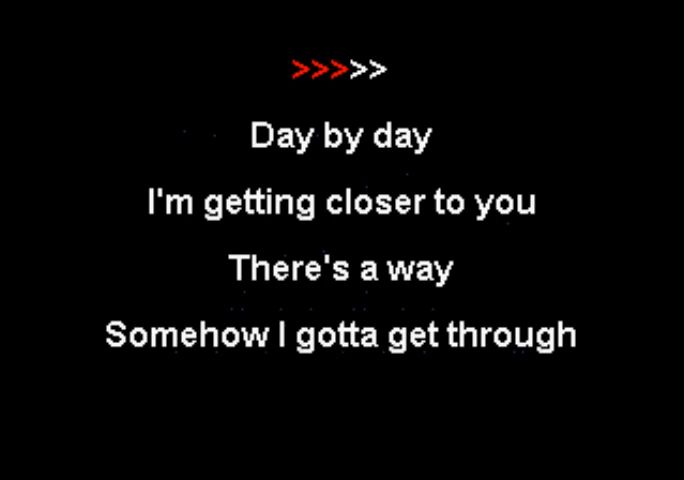 >>>>>
Day by day
I'm getting closer to you
There's a way
Somehow I gotta get through